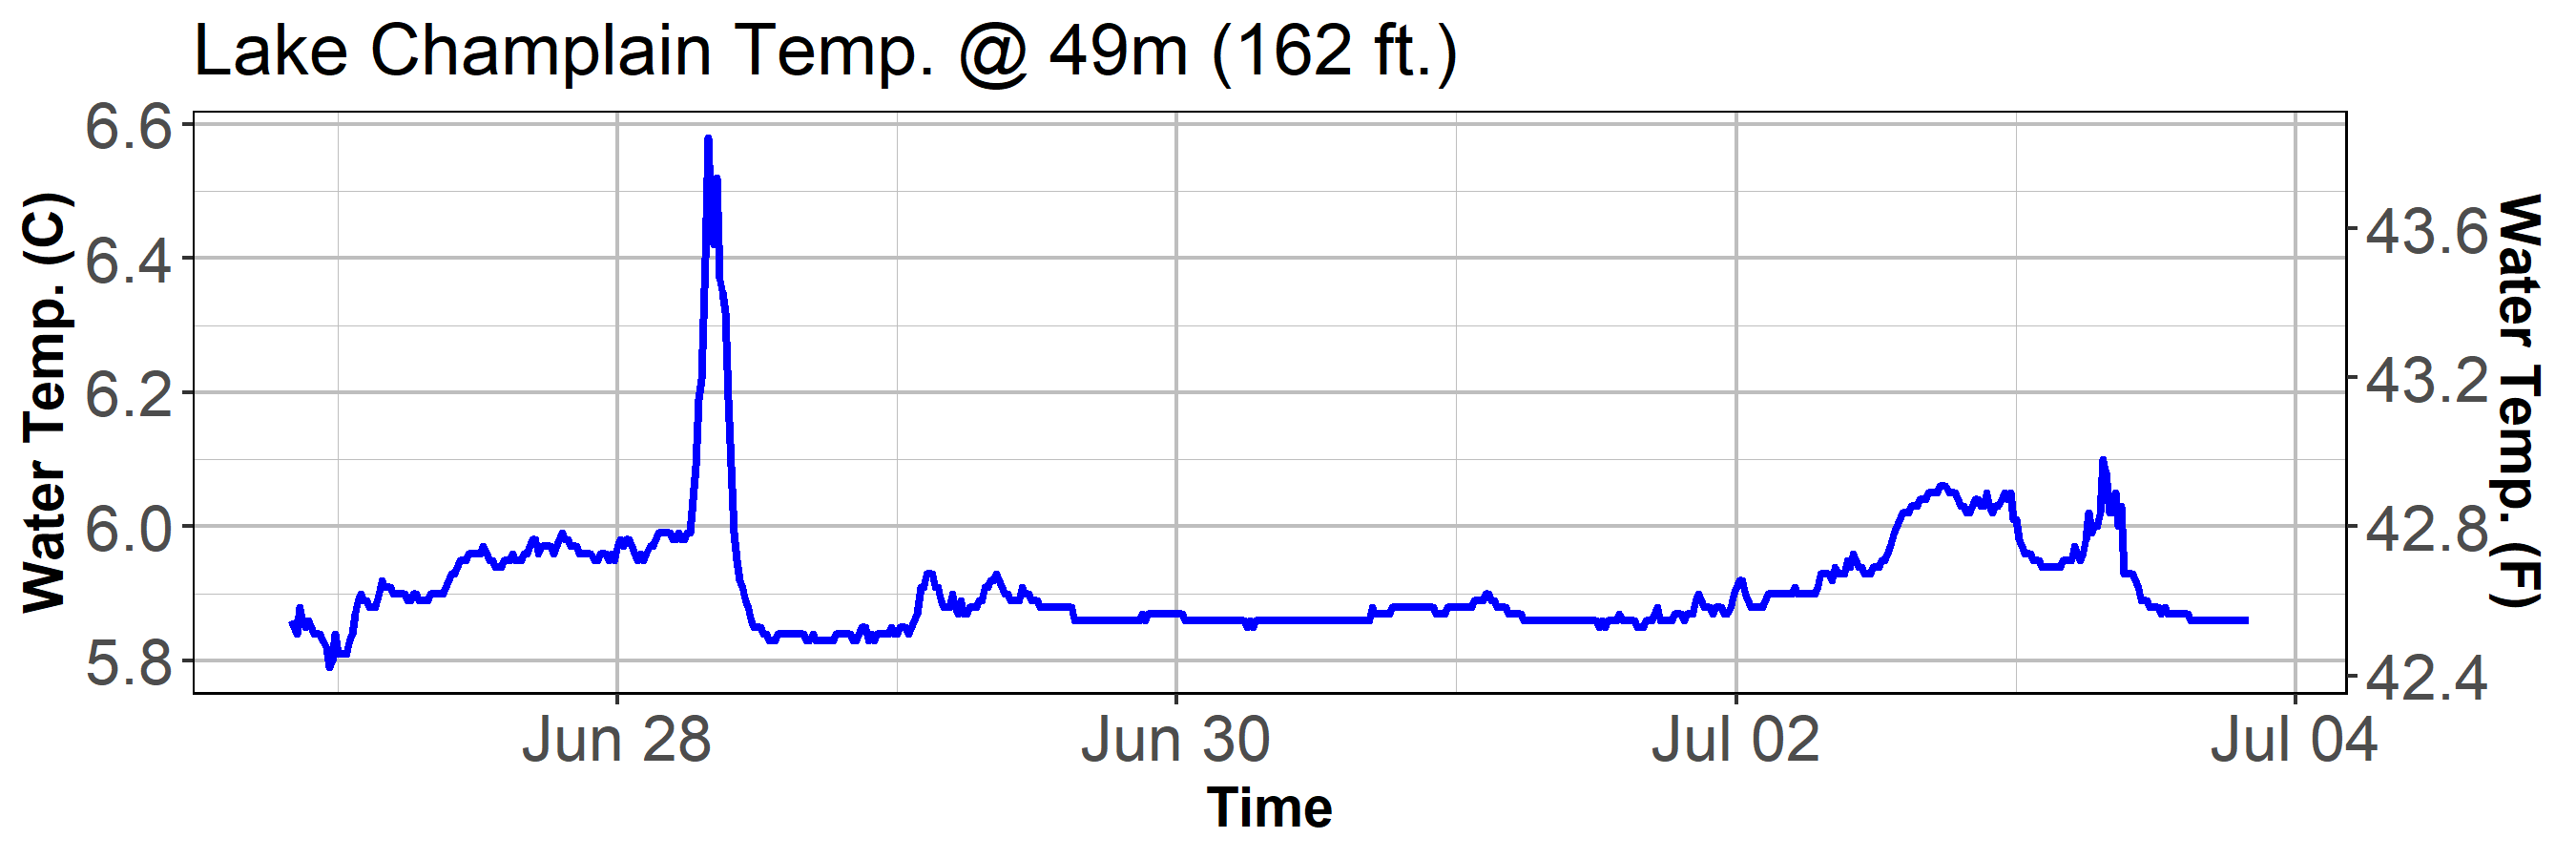 Lake Champlain Temp. @ 49m (162 ft.)
Water Temp. (C)
6.6
6.4
6.2
6.0
5.8
43.6
43.2
42.8
42.4
Water Temp. (F)
Jun 28 Jun 30 Jul 02 Jul 04
Time